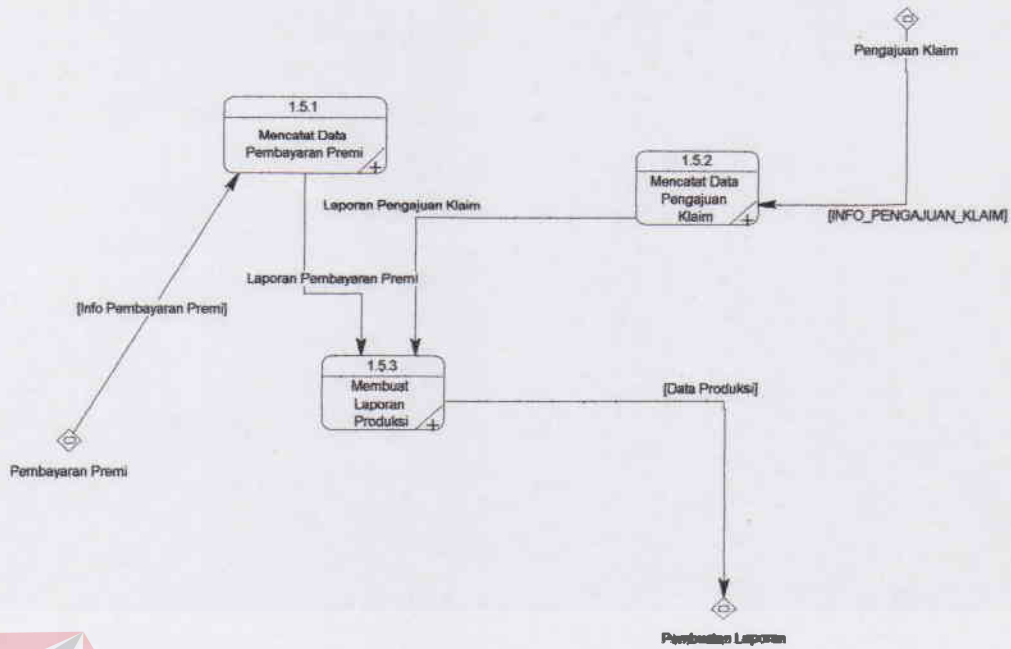 Pengajuan Klaim
1.5.1
Mencatat Data
Pembayaran Premi
1.5.2
Mencatat Data
Pengajuan
Klaim
Laporan Pengajuan Klaim
[INFO_PENGAJUAN_KLAIM]
Laporan Pembayaran Premi
[Info Pembayaran Premi]
1.5.3
Membuat
Laporan
Produksi
[Data Produksi]
Pembayaran Premi
Pembuatan Laporan